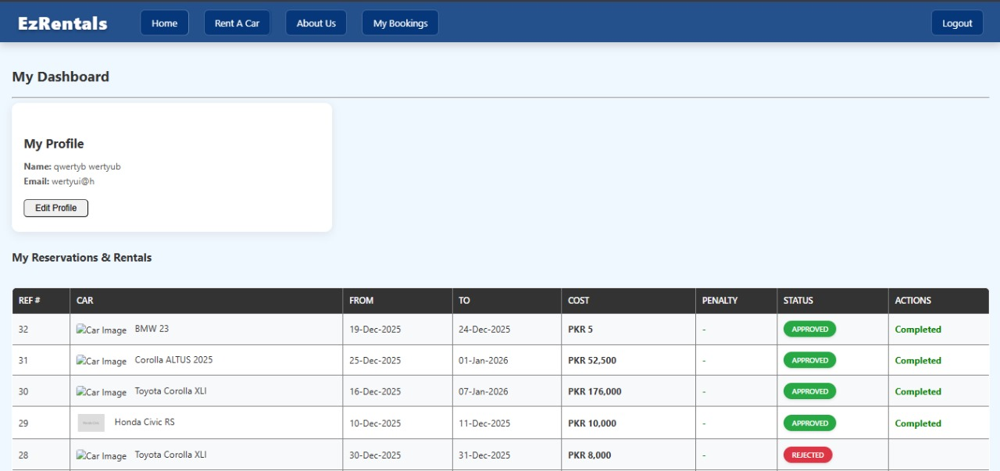 EzRentals Home Rent A Car About Us My Bookings Logout
My Dashboard
My Profile
Name: qwertyb wertyub
Email: wertyui@h
Edit Profile
My Reservations & Rentals
REF # CAR FROM TO COST PENALTY STATUS ACTIONS
32 Car Image BMW 23 19-Dec-2025 24-Dec-2025 PKR 5 - APPROVED Completed
31 Car Image Corolla ALTUS 2025 25-Dec-2025 01-Jan-2026 PKR 52,500 - APPROVED Completed
30 Car Image Toyota Corolla XLI 16-Dec-2025 07-Jan-2026 PKR 176,000 - APPROVED Completed
29 Honda Civic RS 10-Dec-2025 11-Dec-2025 PKR 10,000 - APPROVED Completed
28 Car Image Toyota Corolla XLI 30-Dec-2025 31-Dec-2025 PKR 8,000 - REJECTED